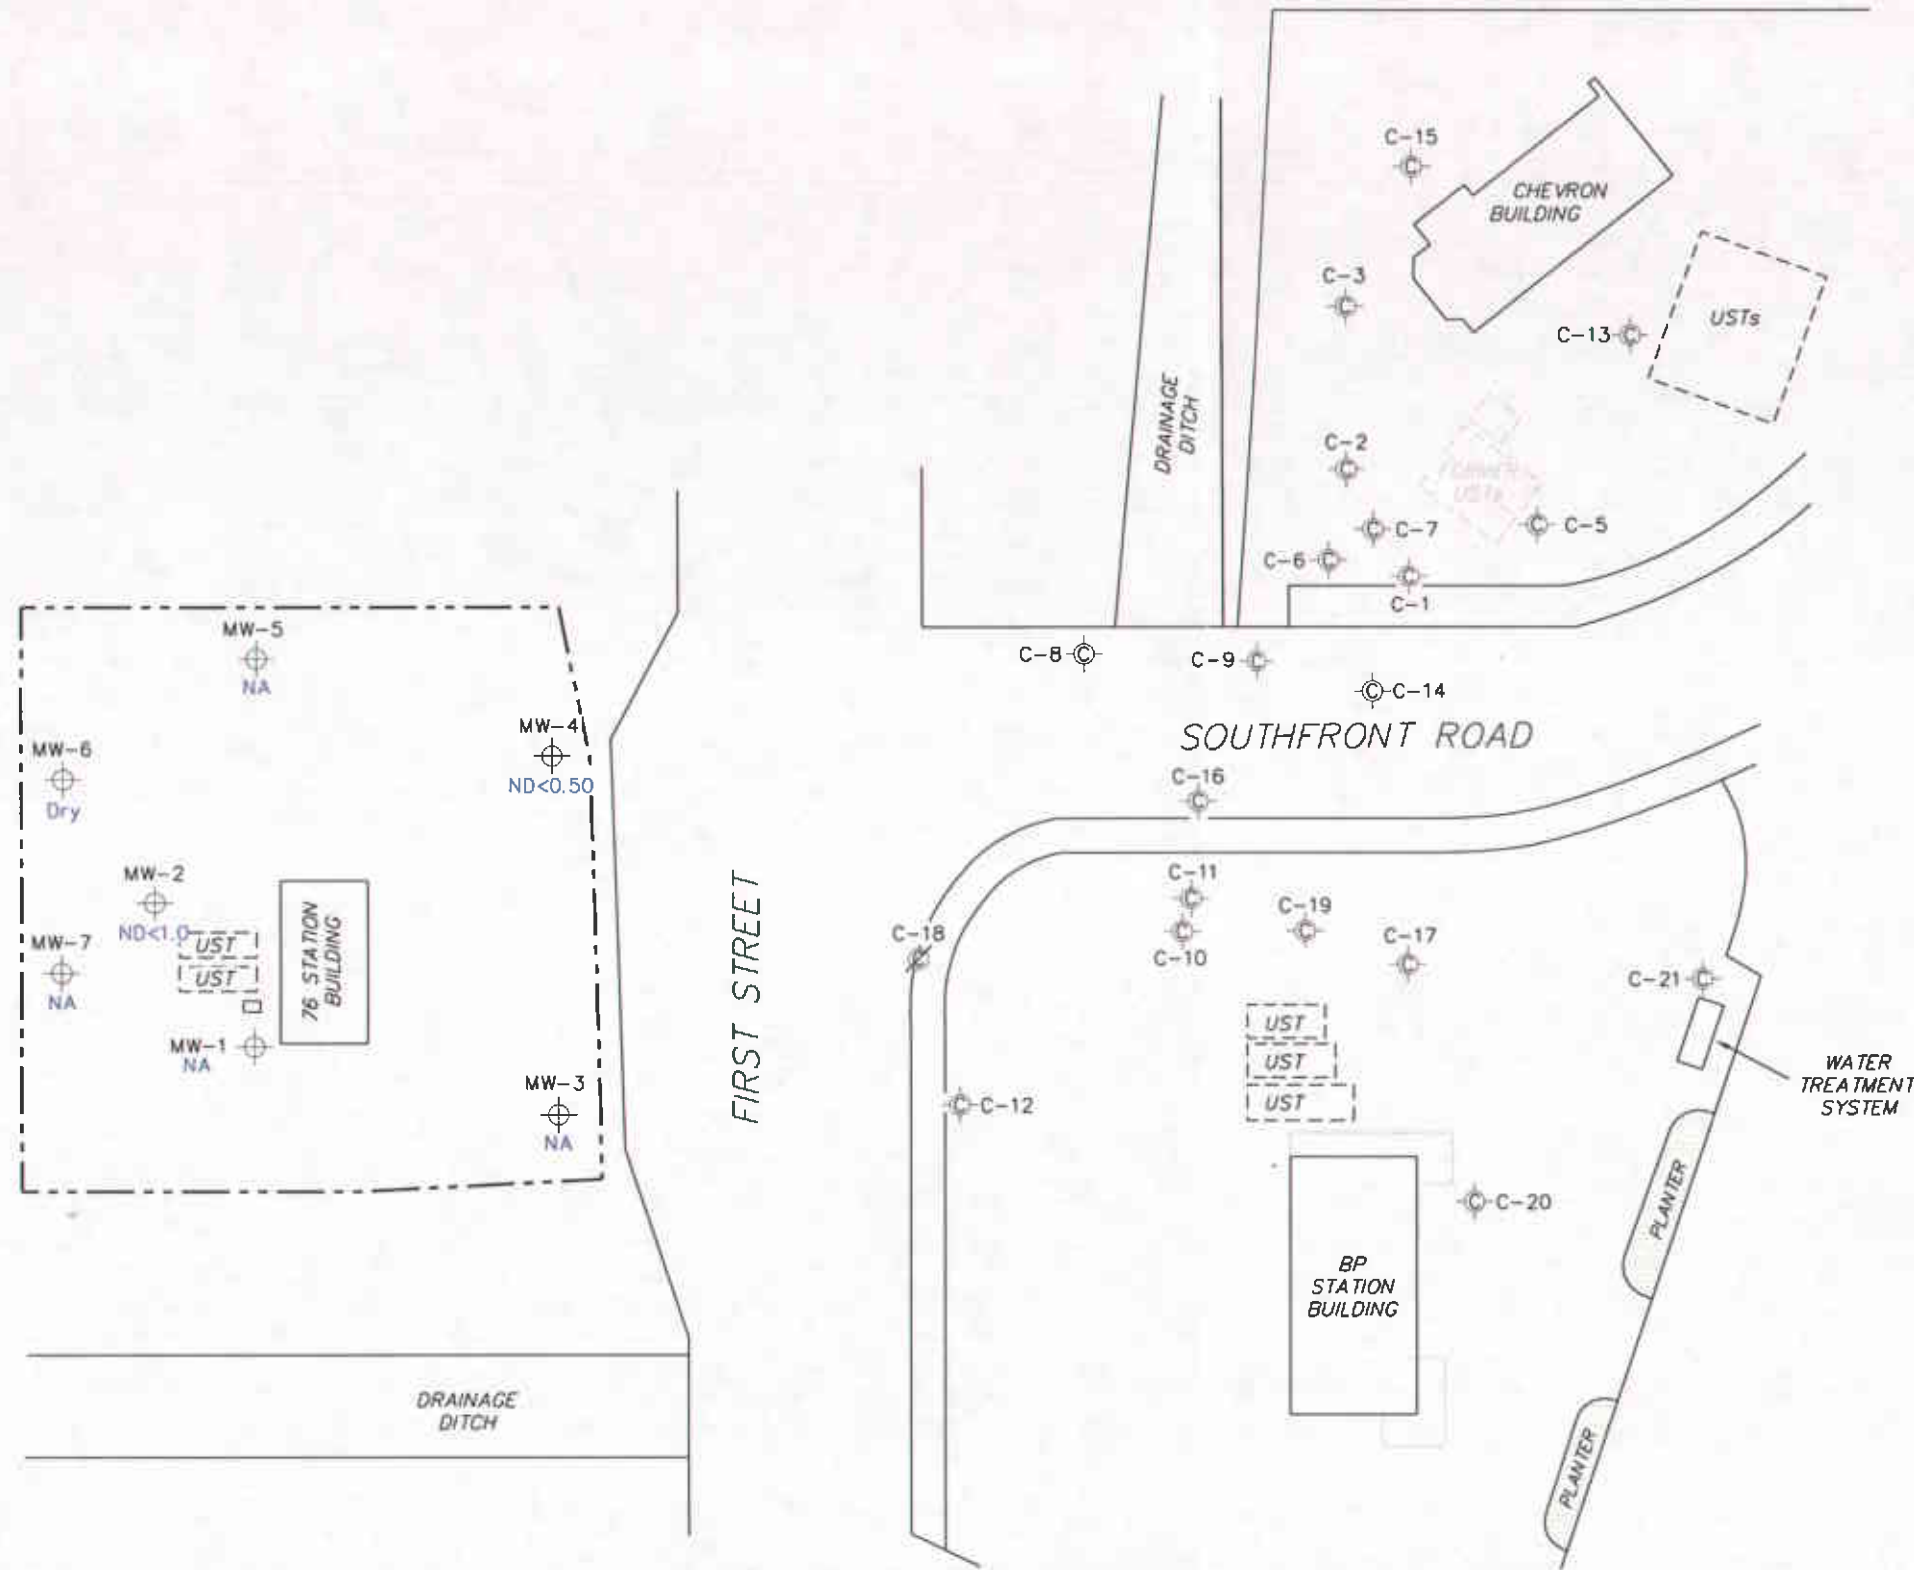 C-15
CHEVRON
BUILDING
C-3
C-13
USTs
DRAINAGE
DITCH
C-2
FORMER
USTs
C-7
C-5
C-6
C-1
MW-5
NA
C-8
C-9
C-14
MW-4
ND<0.50
SOUTHFRONT ROAD
MW-6
Dry
C-16
MW-2
ND<1.0
UST
UST
76 STATION
BUILDING
MW-7
NA
MW-1
NA
MW-3
NA
FIRST STREET
C-11
C-10
C-19
C-17
C-18
C-21
UST
UST
UST
C-12
WATER
TREATMENT
SYSTEM
C-20
PLANTER
BP
STATION
BUILDING
DRAINAGE
DITCH
PLANTER